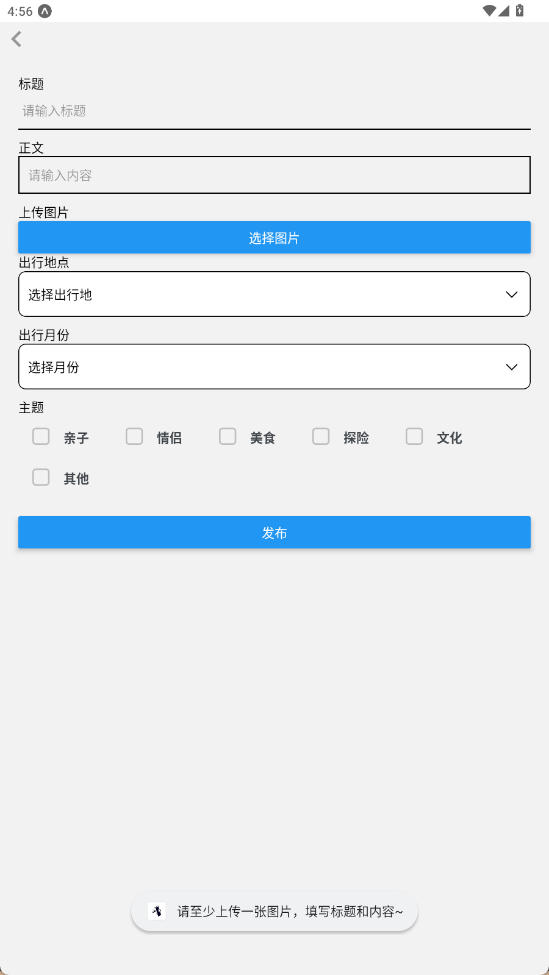 4:56
标题
请输入标题
正文
请输入内容
上传图片
选择图片
出行地点
选择出行地
出行月份
选择月份
主题
亲子 情侣 美食 探险 文化
其他
发布
请至少上传一张图片，填写标题和内容~